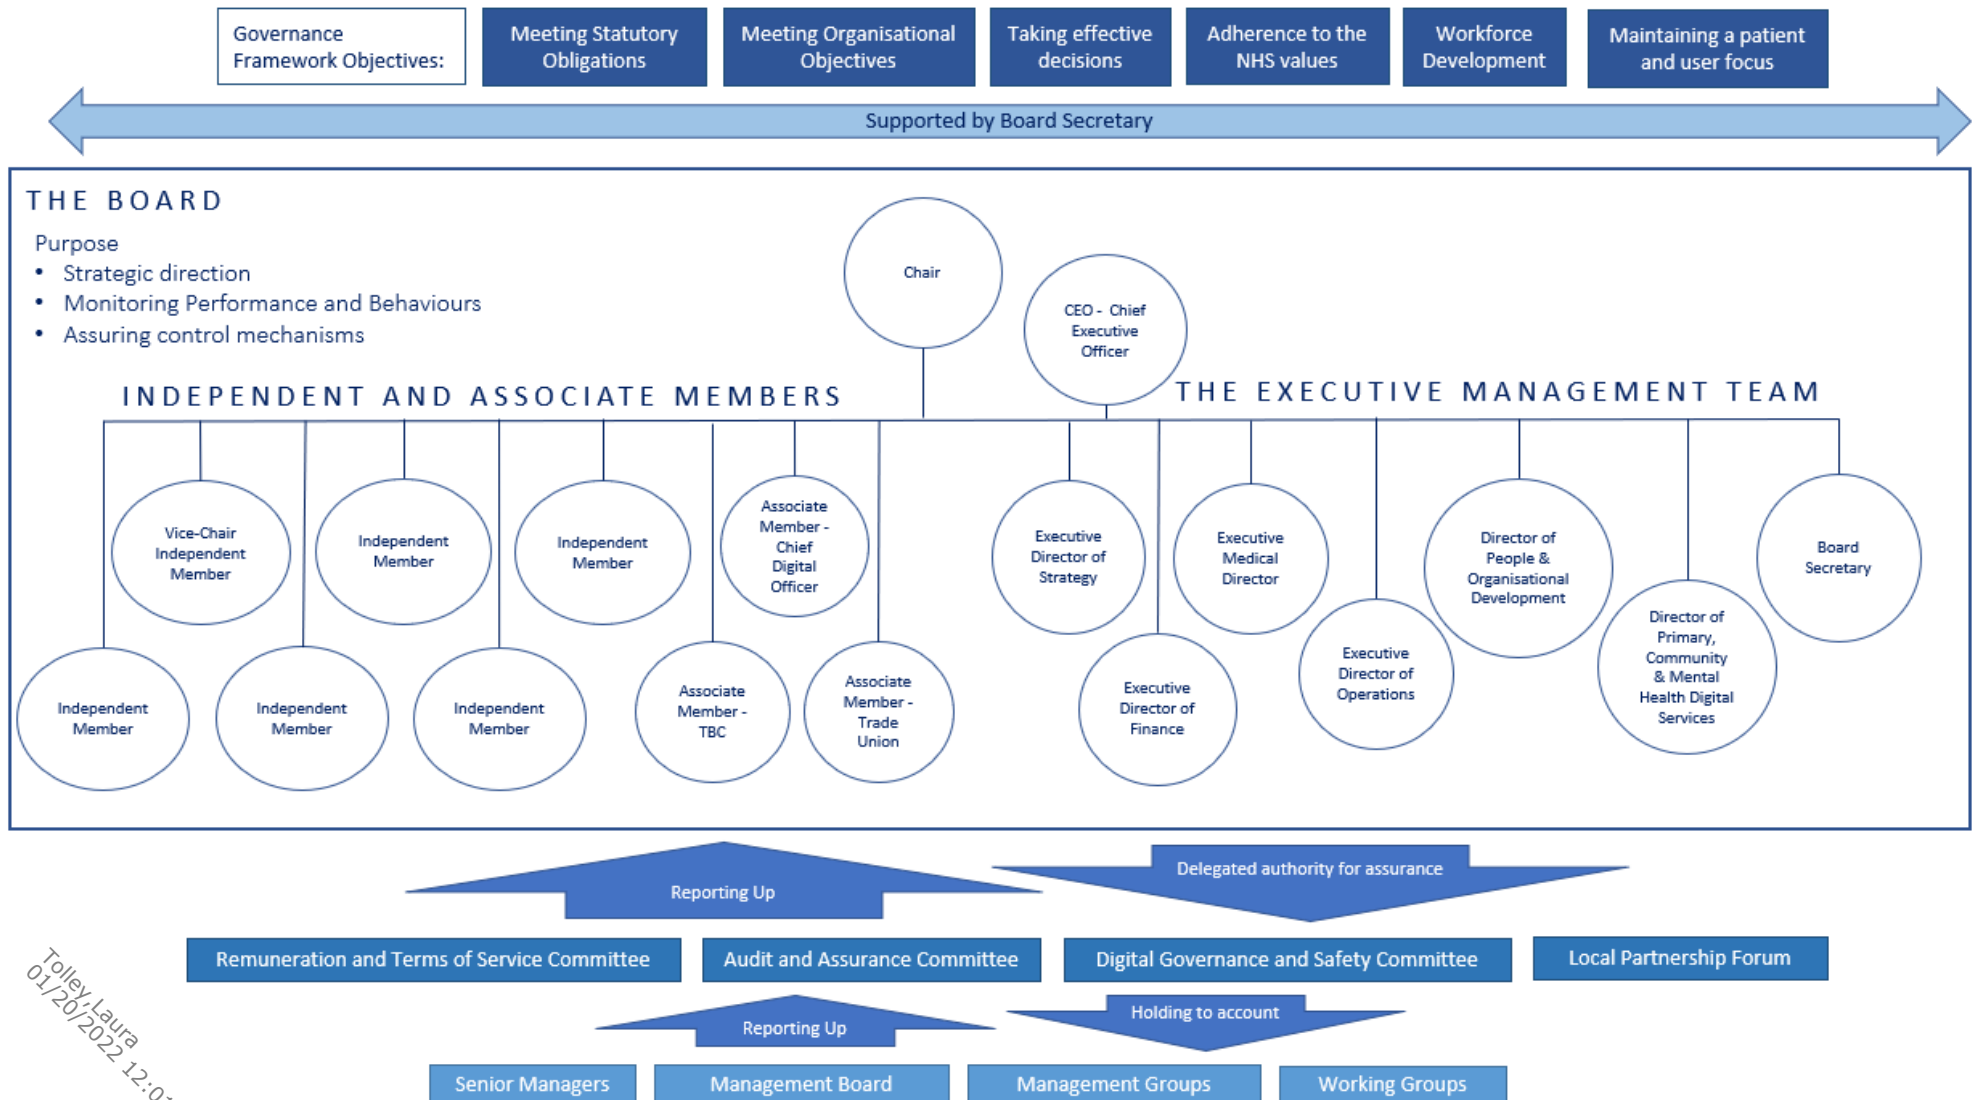 Governance
Framework Objectives:
Meeting Statutory
Obligations
Meeting Organisational
Objectives
Taking effective
decisions
Adherence to the
NHS values
Workforce
Development
Maintaining a patient
and user focus
Supported by Board Secretary
THE BOARD
Purpose
• Strategic direction
• Monitoring Performance and Behaviours
• Assuring control mechanisms
Chair
CEO - Chief
Executive
Officer
INDEPENDENT AND ASSOCIATE MEMBERS
THE EXECUTIVE MANAGEMENT TEAM
Vice-Chair
Independent
Member
Independent
Member
Independent
Member
Associate
Member -
Chief
Digital
Officer
Independent
Member
Independent
Member
Independent
Member
Associate
Member -
TBC
Associate
Member -
Trade
Union
Executive
Director of
Strategy
Executive
Medical
Director
Director of
People &
Organisational
Development
Board
Secretary
Executive
Director of
Finance
Executive
Director of
Operations
Director of
Primary,
Community
& Mental
Health Digital
Services
Reporting Up
Delegated authority for assurance
Remuneration and Terms of Service Committee
Audit and Assurance Committee
Digital Governance and Safety Committee
Local Partnership Forum
Reporting Up
Holding to account
Senior Managers
Management Board
Management Groups
Working Groups
Tolley, Laura
01/20/2022 12:01